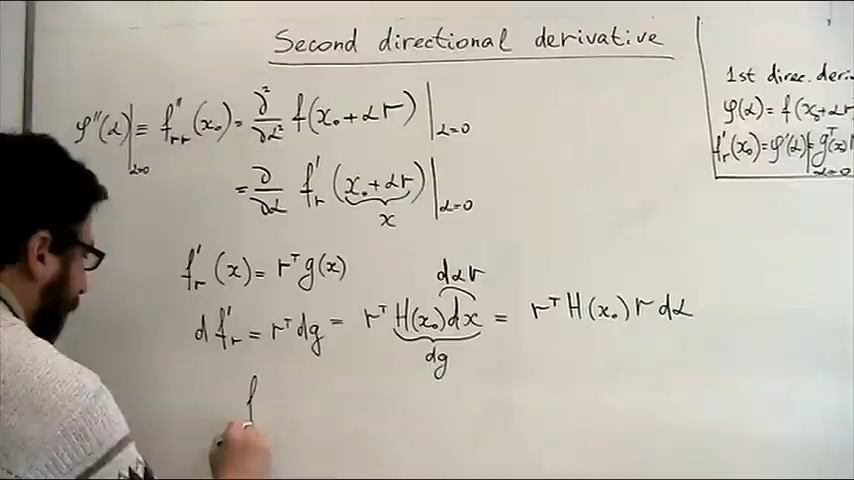 Second directional derivative
φ''(α)|α=0 ≡ f''rr(x₀) = ∂²/∂α² f(x₀+αr)|α=0
= ∂/∂α f'r(x₀+αr)|α=0
x
f'r(x) = rᵀg(x)
dαr
df'r = rᵀdg = rᵀH(x₀)dx = rᵀH(x₀)r dα
dg
f
1st direc. deri
φ(α) = f(x₀+αr
f'r(x₀) = φ'(α)|α=0 = gᵀ(x₀)r